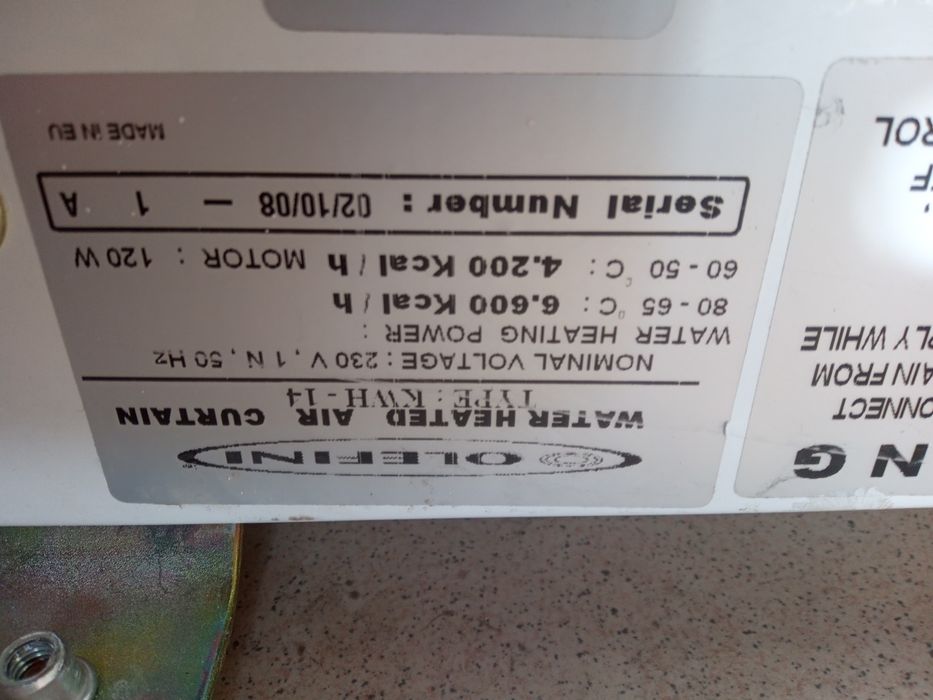 OLEFINI
WATER HEATED AIR CURTAIN
TYPE : KWH - 14
NOMINAL VOLTAGE : 230 V , 1 N , 50 Hz
WATER HEATING POWER :
80 - 65 °C : 6.600 Kcal / h
60 - 50 °C : 4.200 Kcal / h MOTOR : 120 W
Serial Number : 02/10/08 - 1 A
MADE IN EU
N G
ONNECT
AIN FROM
PLY WHILE
ROL